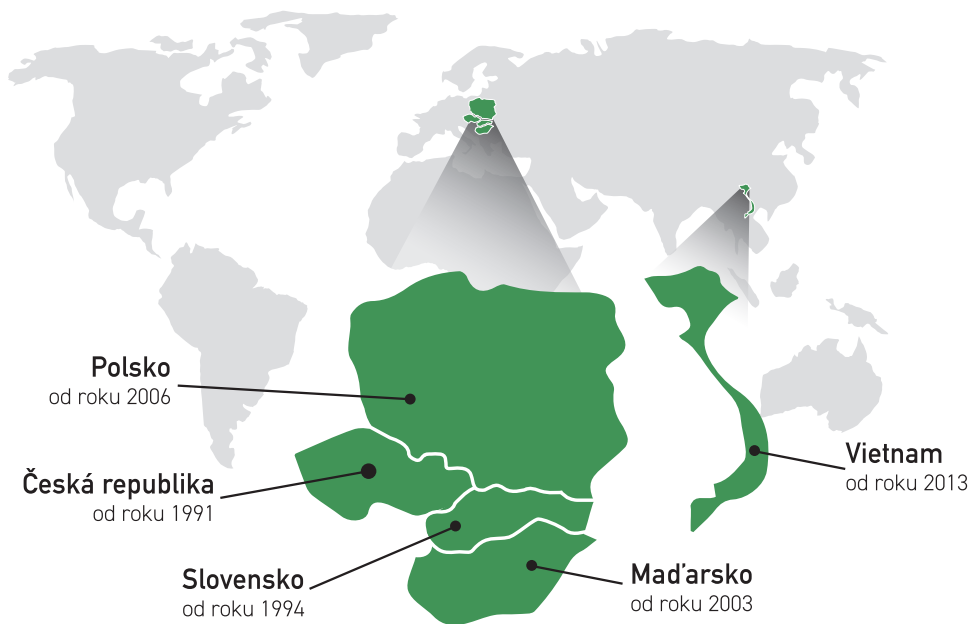 Polsko
od roku 2006
Česká republika
od roku 1991
Slovensko
od roku 1994
Maďarsko
od roku 2003
Vietnam
od roku 2013